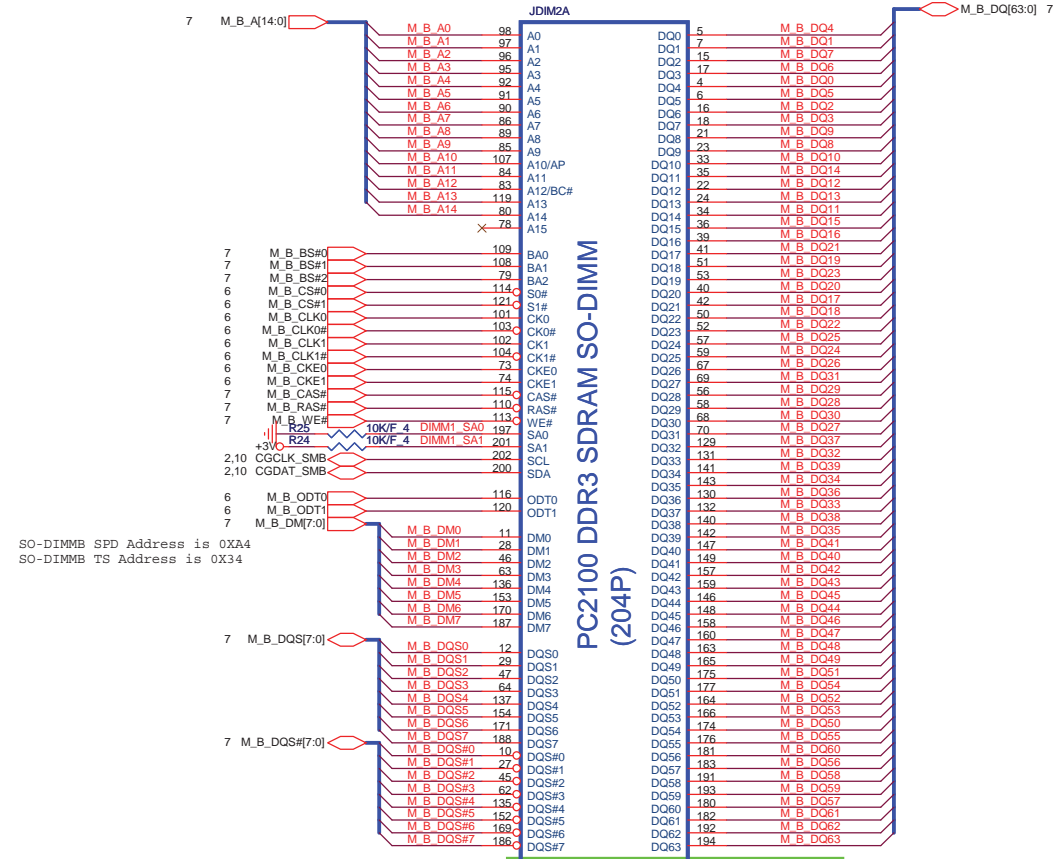 JDIM2A
7 M_B_A[14:0]
M_B_A0 98 A0
M_B_A1 97 A1
M_B_A2 96 A2
M_B_A3 95 A3
M_B_A4 92 A4
M_B_A5 91 A5
M_B_A6 90 A6
M_B_A7 86 A7
M_B_A8 89 A8
M_B_A9 85 A9
M_B_A10 107 A10/AP
M_B_A11 84 A11
M_B_A12 83 A12/BC#
M_B_A13 119 A13
M_B_A14 80 A14
78 A15
7 M_B_BS#0 109 BA0
7 M_B_BS#1 108 BA1
7 M_B_BS#2 79 BA2
6 M_B_CS#0 114 S0#
6 M_B_CS#1 121 S1#
6 M_B_CLK0 101 CK0
6 M_B_CLK0# 103 CK0#
6 M_B_CLK1 102 CK1
6 M_B_CLK1# 104 CK1#
6 M_B_CKE0 73 CKE0
6 M_B_CKE1 74 CKE1
7 M_B_CAS# 115 CAS#
7 M_B_RAS# 110 RAS#
7 M_B_WE# 113 WE#
R25 10K/F_4 DIMM1_SA0 197 SA0
+3V R24 10K/F_4 DIMM1_SA1 201 SA1
2,10 CGCLK_SMB 202 SCL
2,10 CGDAT_SMB 200 SDA
6 M_B_ODT0 116 ODT0
6 M_B_ODT1 120 ODT1
7 M_B_DM[7:0]
M_B_DM0 11 DM0
M_B_DM1 28 DM1
M_B_DM2 46 DM2
M_B_DM3 63 DM3
M_B_DM4 136 DM4
M_B_DM5 153 DM5
M_B_DM6 170 DM6
M_B_DM7 187 DM7
SO-DIMMB SPD Address is 0XA4
SO-DIMMB TS Address is 0X34
7 M_B_DQS[7:0]
M_B_DQS0 12 DQS0
M_B_DQS1 29 DQS1
M_B_DQS2 47 DQS2
M_B_DQS3 64 DQS3
M_B_DQS4 137 DQS4
M_B_DQS5 154 DQS5
M_B_DQS6 171 DQS6
M_B_DQS7 188 DQS7
7 M_B_DQS#[7:0]
M_B_DQS#0 10 DQS#0
M_B_DQS#1 27 DQS#1
M_B_DQS#2 45 DQS#2
M_B_DQS#3 62 DQS#3
M_B_DQS#4 135 DQS#4
M_B_DQS#5 152 DQS#5
M_B_DQS#6 169 DQS#6
M_B_DQS#7 186 DQS#7
PC2100 DDR3 SDRAM SO-DIMM
(204P)
M_B_DQ[63:0] 7
DQ0 5 M_B_DQ4
DQ1 7 M_B_DQ1
DQ2 15 M_B_DQ7
DQ3 17 M_B_DQ6
DQ4 4 M_B_DQ0
DQ5 6 M_B_DQ5
DQ6 16 M_B_DQ2
DQ7 18 M_B_DQ3
DQ8 21 M_B_DQ9
DQ9 23 M_B_DQ8
DQ10 33 M_B_DQ10
DQ11 35 M_B_DQ14
DQ12 22 M_B_DQ12
DQ13 24 M_B_DQ13
DQ14 34 M_B_DQ11
DQ15 36 M_B_DQ15
DQ16 39 M_B_DQ16
DQ17 41 M_B_DQ21
DQ18 51 M_B_DQ19
DQ19 53 M_B_DQ23
DQ20 40 M_B_DQ20
DQ21 42 M_B_DQ17
DQ22 50 M_B_DQ18
DQ23 52 M_B_DQ22
DQ24 57 M_B_DQ25
DQ25 59 M_B_DQ24
DQ26 67 M_B_DQ26
DQ27 69 M_B_DQ31
DQ28 56 M_B_DQ29
DQ29 58 M_B_DQ28
DQ30 68 M_B_DQ30
DQ31 70 M_B_DQ27
DQ32 129 M_B_DQ37
DQ33 131 M_B_DQ32
DQ34 141 M_B_DQ39
DQ35 143 M_B_DQ34
DQ36 130 M_B_DQ36
DQ37 132 M_B_DQ33
DQ38 140 M_B_DQ38
DQ39 142 M_B_DQ35
DQ40 147 M_B_DQ41
DQ41 149 M_B_DQ40
DQ42 157 M_B_DQ42
DQ43 159 M_B_DQ43
DQ44 146 M_B_DQ45
DQ45 148 M_B_DQ44
DQ46 158 M_B_DQ46
DQ47 160 M_B_DQ47
DQ48 163 M_B_DQ48
DQ49 165 M_B_DQ49
DQ50 175 M_B_DQ51
DQ51 177 M_B_DQ54
DQ52 164 M_B_DQ52
DQ53 166 M_B_DQ53
DQ54 174 M_B_DQ50
DQ55 176 M_B_DQ55
DQ56 181 M_B_DQ60
DQ57 183 M_B_DQ56
DQ58 191 M_B_DQ58
DQ59 193 M_B_DQ59
DQ60 180 M_B_DQ57
DQ61 182 M_B_DQ61
DQ62 192 M_B_DQ62
DQ63 194 M_B_DQ63